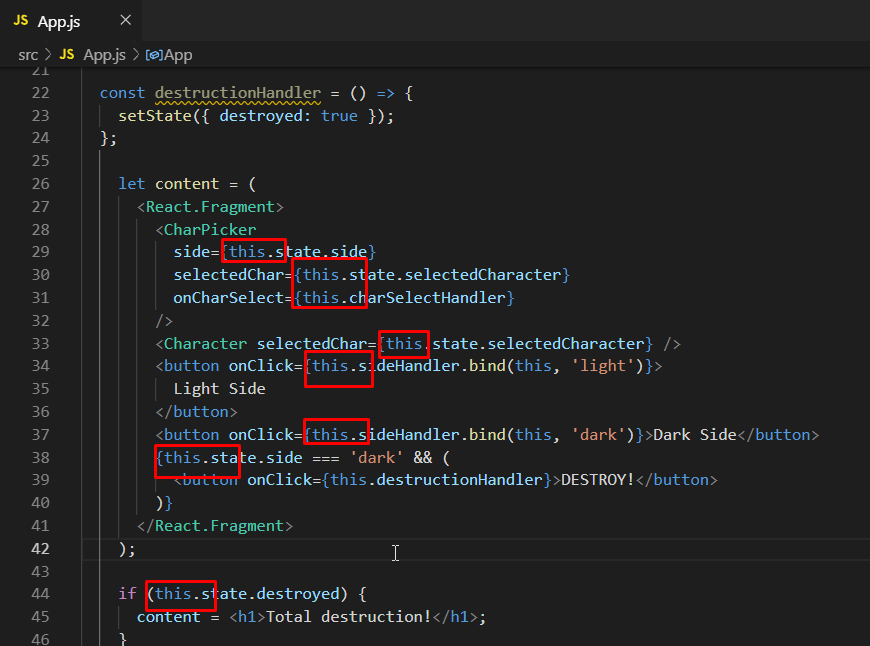 JS App.js ×
src > JS App.js > App
21
22 const destructionHandler = () => {
23 setState({ destroyed: true });
24 };
25
26 let content = (
27 <React.Fragment>
28 <CharPicker
29 side={this.state.side}
30 selectedChar={this.state.selectedCharacter}
31 onCharSelect={this.charSelectHandler}
32 />
33 <Character selectedChar={this.state.selectedCharacter} />
34 <button onClick={this.sideHandler.bind(this, 'light')}>
35 Light Side
36 </button>
37 <button onClick={this.sideHandler.bind(this, 'dark')}>Dark Side</button>
38 {this.state.side === 'dark' && (
39 <button onClick={this.destructionHandler}>DESTROY!</button>
40 )}
41 </React.Fragment>
42 );
43
44 if (this.state.destroyed) {
45 content = <h1>Total destruction!</h1>;
46 }